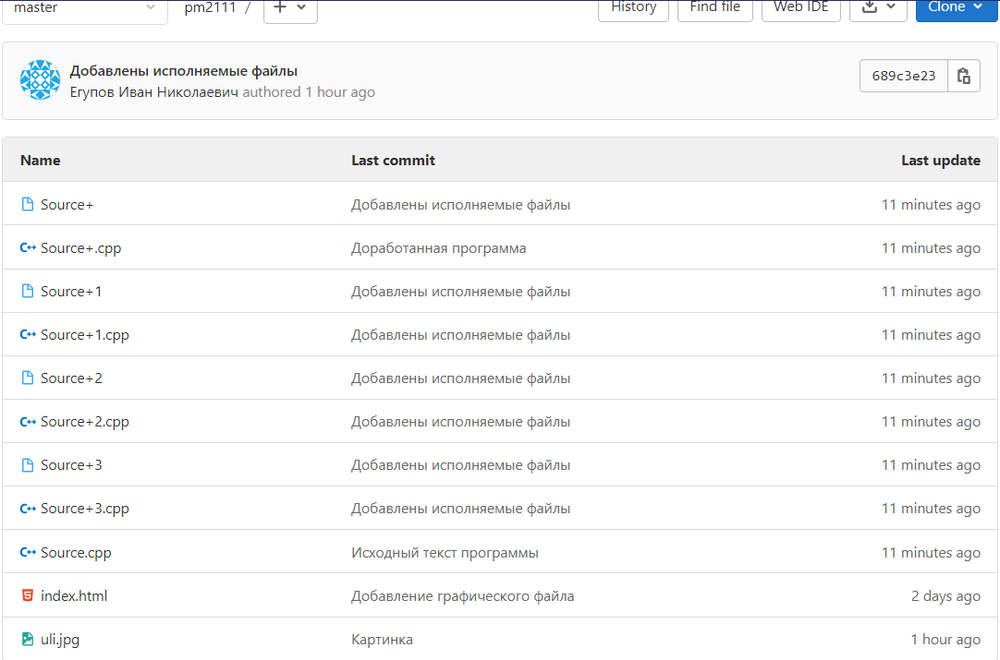 master
pm2111 / +
History
Find file
Web IDE
Clone
Добавлены исполняемые файлы
Егупов Иван Николаевич authored 1 hour ago
689c3e23
Name Last commit Last update
Source+ Добавлены исполняемые файлы 11 minutes ago
C++ Source+.cpp Доработанная программа 11 minutes ago
Source+1 Добавлены исполняемые файлы 11 minutes ago
C++ Source+1.cpp Добавлены исполняемые файлы 11 minutes ago
Source+2 Добавлены исполняемые файлы 11 minutes ago
C++ Source+2.cpp Добавлены исполняемые файлы 11 minutes ago
Source+3 Добавлены исполняемые файлы 11 minutes ago
C++ Source+3.cpp Добавлены исполняемые файлы 11 minutes ago
C++ Source.cpp Исходный текст программы 11 minutes ago
5 index.html Добавление графического файла 2 days ago
uli.jpg Картинка 1 hour ago